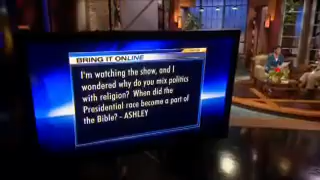 BRING IT ONLINE
I'm watching the show, and I
wondered why do you mix politics
with religion? When did the
Presidential race become a part of
the Bible? - ASHLEY